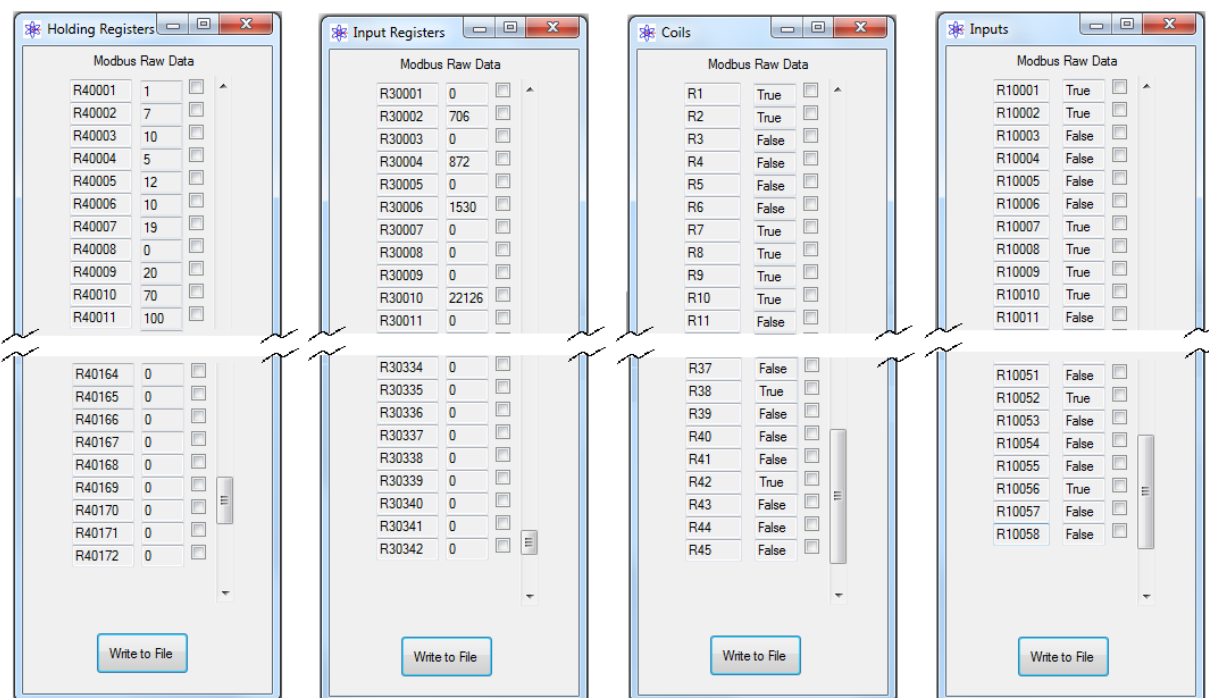 Holding Registers
Modbus Raw Data
R40001 1
R40002 7
R40003 10
R40004 5
R40005 12
R40006 10
R40007 19
R40008 0
R40009 20
R40010 70
R40011 100
R40164 0
R40165 0
R40166 0
R40167 0
R40168 0
R40169 0
R40170 0
R40171 0
R40172 0
Write to File
Input Registers
Modbus Raw Data
R30001 0
R30002 706
R30003 0
R30004 872
R30005 0
R30006 1530
R30007 0
R30008 0
R30009 0
R30010 22126
R30011 0
R30334 0
R30335 0
R30336 0
R30337 0
R30338 0
R30339 0
R30340 0
R30341 0
R30342 0
Write to File
Coils
Modbus Raw Data
R1 True
R2 True
R3 False
R4 False
R5 False
R6 False
R7 True
R8 True
R9 True
R10 True
R11 False
R37 False
R38 True
R39 False
R40 False
R41 False
R42 True
R43 False
R44 False
R45 False
Write to File
Inputs
Modbus Raw Data
R10001 True
R10002 True
R10003 False
R10004 False
R10005 False
R10006 False
R10007 True
R10008 True
R10009 True
R10010 True
R10011 False
R10051 False
R10052 True
R10053 False
R10054 False
R10055 False
R10056 True
R10057 False
R10058 False
Write to File